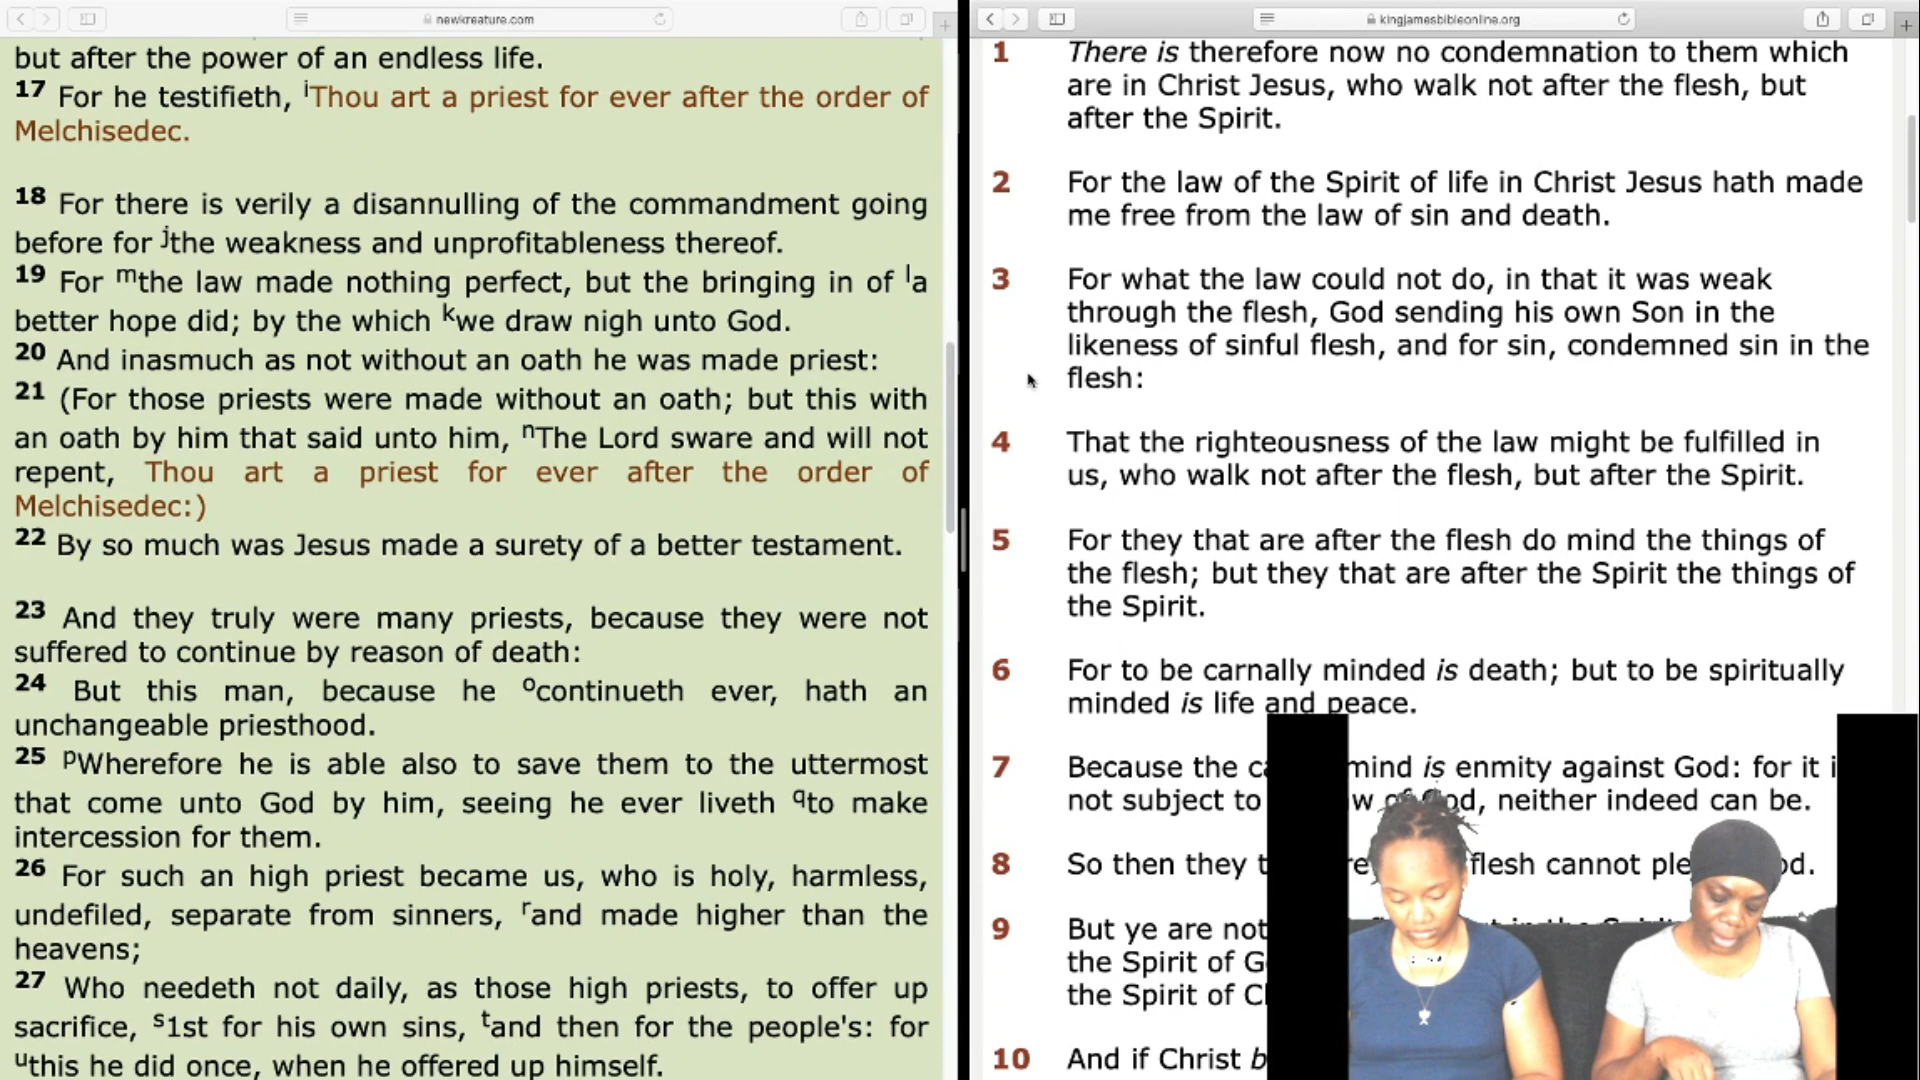 newkreature.com
but after the power of an endless life.
17 For he testifieth, iThou art a priest for ever after the order of
Melchisedec.
18 For there is verily a disannulling of the commandment going
before for jthe weakness and unprofitableness thereof.
19 For mthe law made nothing perfect, but the bringing in of la
better hope did; by the which kwe draw nigh unto God.
20 And inasmuch as not without an oath he was made priest:
21 (For those priests were made without an oath; but this with
an oath by him that said unto him, nThe Lord sware and will not
repent, Thou art a priest for ever after the order of
Melchisedec:)
22 By so much was Jesus made a surety of a better testament.
23 And they truly were many priests, because they were not
suffered to continue by reason of death:
24 But this man, because he ocontinueth ever, hath an
unchangeable priesthood.
25 pWherefore he is able also to save them to the uttermost
that come unto God by him, seeing he ever liveth qto make
intercession for them.
26 For such an high priest became us, who is holy, harmless,
undefiled, separate from sinners, rand made higher than the
heavens;
27 Who needeth not daily, as those high priests, to offer up
sacrifice, s1st for his own sins, tand then for the people's: for
uthis he did once, when he offered up himself.
kingjamesbibleonline.org
1 There is therefore now no condemnation to them which
are in Christ Jesus, who walk not after the flesh, but
after the Spirit.
2 For the law of the Spirit of life in Christ Jesus hath made
me free from the law of sin and death.
3 For what the law could not do, in that it was weak
through the flesh, God sending his own Son in the
likeness of sinful flesh, and for sin, condemned sin in the
flesh:
4 That the righteousness of the law might be fulfilled in
us, who walk not after the flesh, but after the Spirit.
5 For they that are after the flesh do mind the things of
the flesh; but they that are after the Spirit the things of
the Spirit.
6 For to be carnally minded is death; but to be spiritually
minded is life and peace.
7 Because the mind is enmity against God: for it
not subject to of God, neither indeed can be.
8 So then they flesh cannot
9 But ye are not
the Spirit of
the Spirit of
10 And if Christ